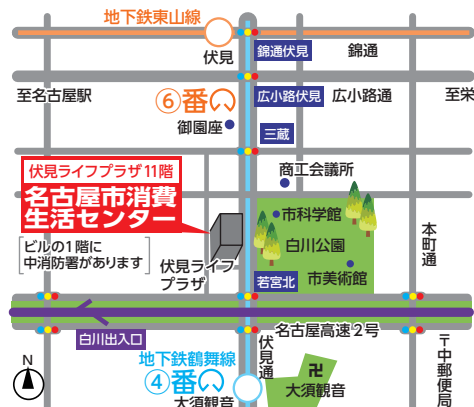 地下鉄東山線
伏見
錦通伏見
錦通
至名古屋駅
⑥番
広小路伏見
広小路通
至栄
御園座
三蔵
商工会議所
伏見ライフプラザ11階
名古屋市消費
生活センター
ビルの1階に
中消防署があります
伏見ライフ
プラザ
市科学館
白川公園
市美術館
若宮北
本町通
白川出入口
名古屋高速2号
伏見通
地下鉄鶴舞線
④番
大須観音
卍
大須観音
〒中郵便局
N